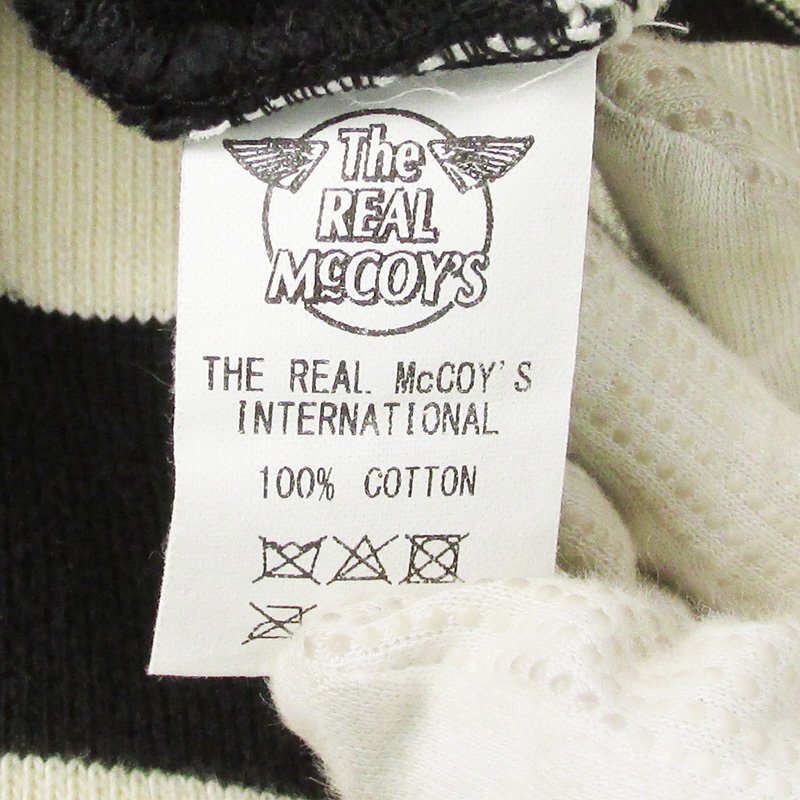 The
REAL
McCOY'S
THE REAL McCOY'S
INTERNATIONAL
100% COTTON